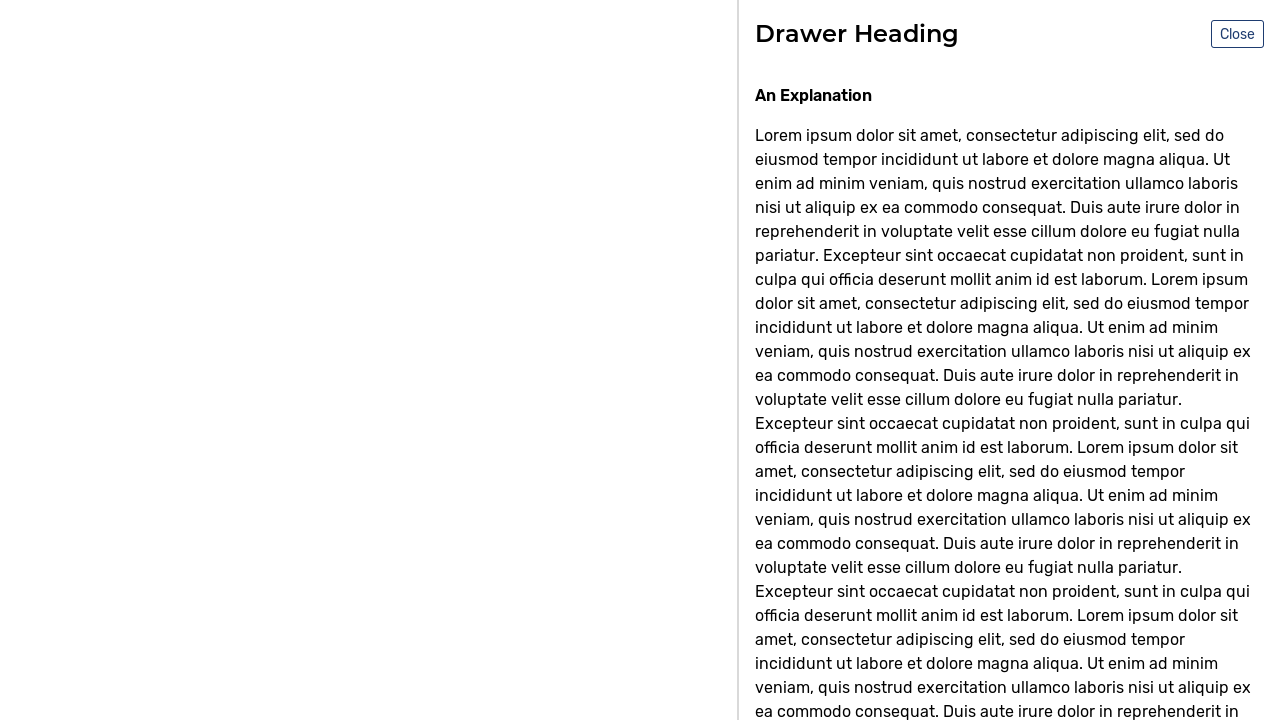 Drawer Heading
Close
An Explanation
Lorem ipsum dolor sit amet, consectetur adipiscing elit, sed do
eiusmod tempor incididunt ut labore et dolore magna aliqua. Ut
enim ad minim veniam, quis nostrud exercitation ullamco laboris
nisi ut aliquip ex ea commodo consequat. Duis aute irure dolor in
reprehenderit in voluptate velit esse cillum dolore eu fugiat nulla
pariatur. Excepteur sint occaecat cupidatat non proident, sunt in
culpa qui officia deserunt mollit anim id est laborum. Lorem ipsum
dolor sit amet, consectetur adipiscing elit, sed do eiusmod tempor
incididunt ut labore et dolore magna aliqua. Ut enim ad minim
veniam, quis nostrud exercitation ullamco laboris nisi ut aliquip ex
ea commodo consequat. Duis aute irure dolor in reprehenderit in
voluptate velit esse cillum dolore eu fugiat nulla pariatur.
Excepteur sint occaecat cupidatat non proident, sunt in culpa qui
officia deserunt mollit anim id est laborum. Lorem ipsum dolor sit
amet, consectetur adipiscing elit, sed do eiusmod tempor
incididunt ut labore et dolore magna aliqua. Ut enim ad minim
veniam, quis nostrud exercitation ullamco laboris nisi ut aliquip ex
ea commodo consequat. Duis aute irure dolor in reprehenderit in
voluptate velit esse cillum dolore eu fugiat nulla pariatur.
Excepteur sint occaecat cupidatat non proident, sunt in culpa qui
officia deserunt mollit anim id est laborum. Lorem ipsum dolor sit
amet, consectetur adipiscing elit, sed do eiusmod tempor
incididunt ut labore et dolore magna aliqua. Ut enim ad minim
veniam, quis nostrud exercitation ullamco laboris nisi ut aliquip ex
ea commodo consequat. Duis aute irure dolor in reprehenderit in